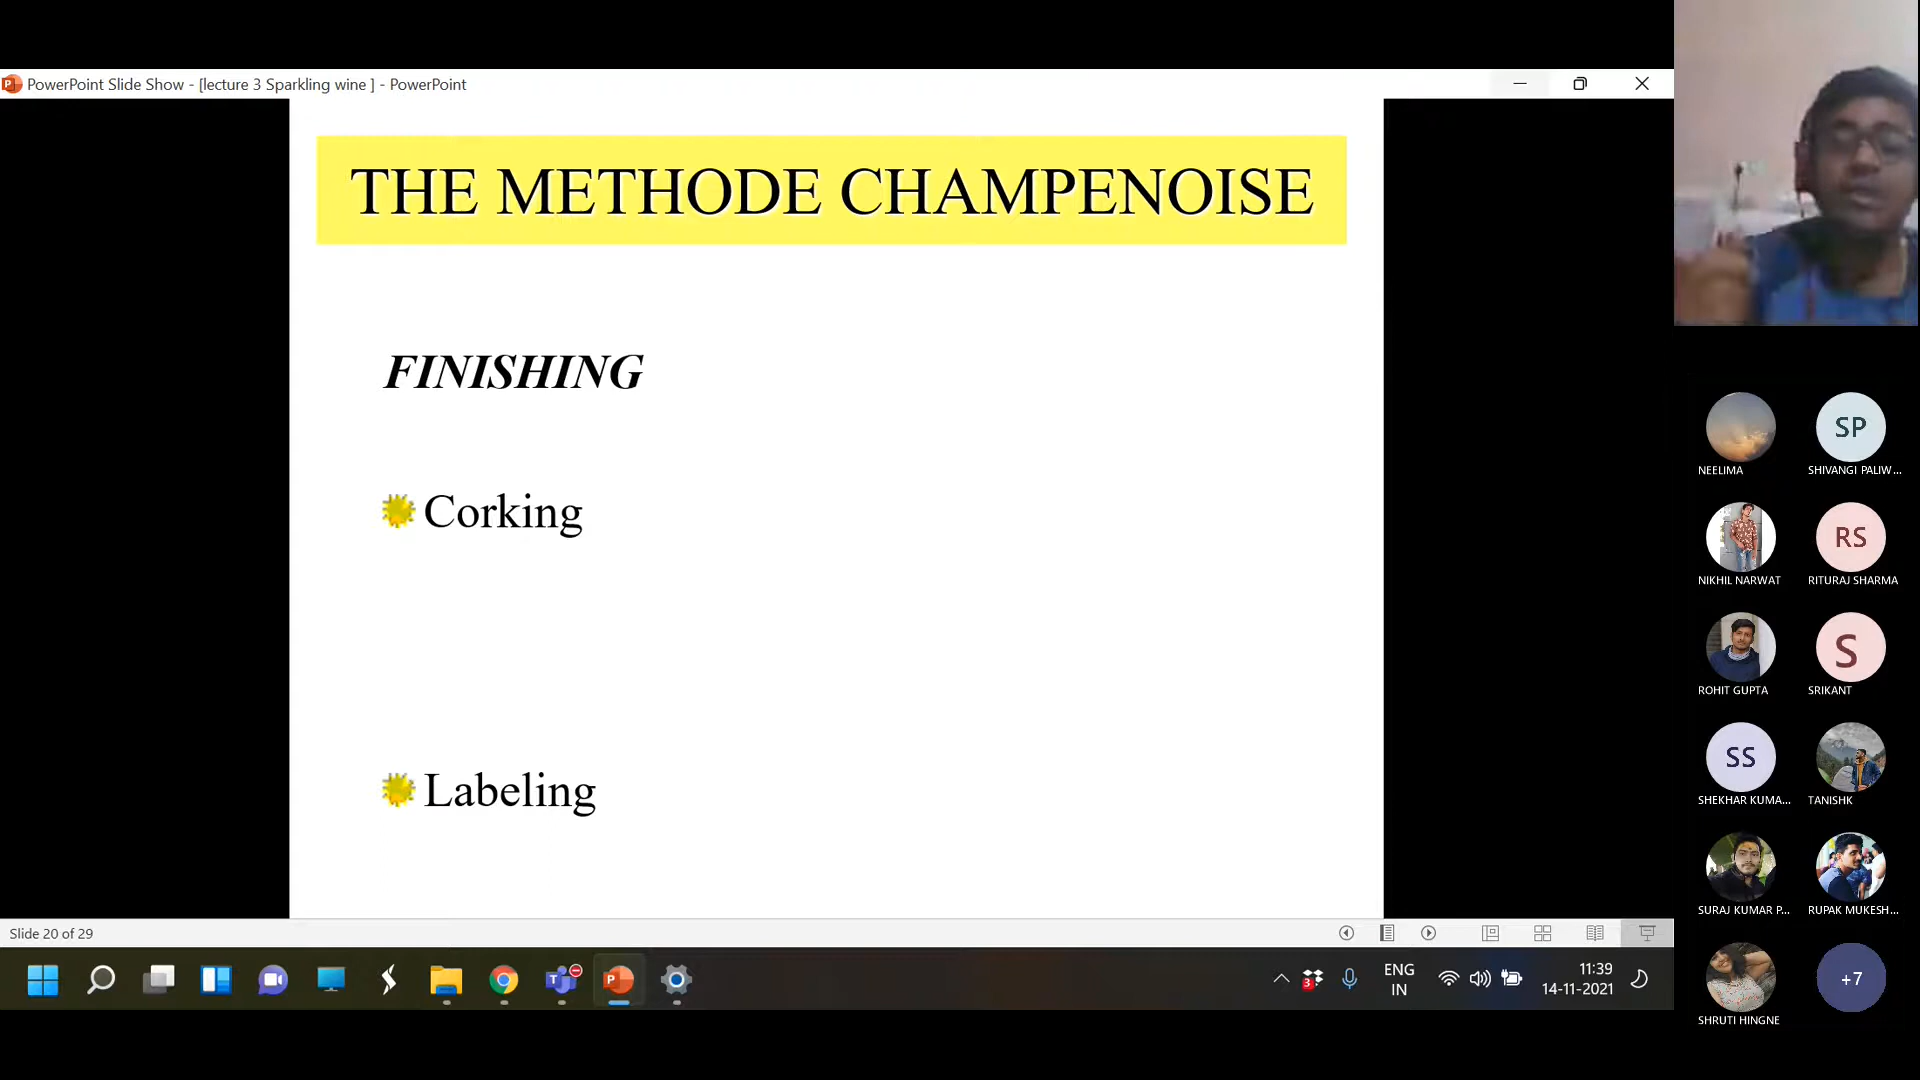 PowerPoint Slide Show - [lecture 3 Sparkling wine ] - PowerPoint
THE METHODE CHAMPENOISE
FINISHING
Corking
Labeling
Slide 20 of 29
ENG
IN
11:39
14-11-2021
3
NEELIMA
SP
SHIVANGI PALIW...
NIKHIL NARWAT
RS
RITURAJ SHARMA
ROHIT GUPTA
S
SRIKANT
SS
SHEKHAR KUMA...
TANISHK
SURAJ KUMAR P...
RUPAK MUKESH...
SHRUTI HINGNE
+7